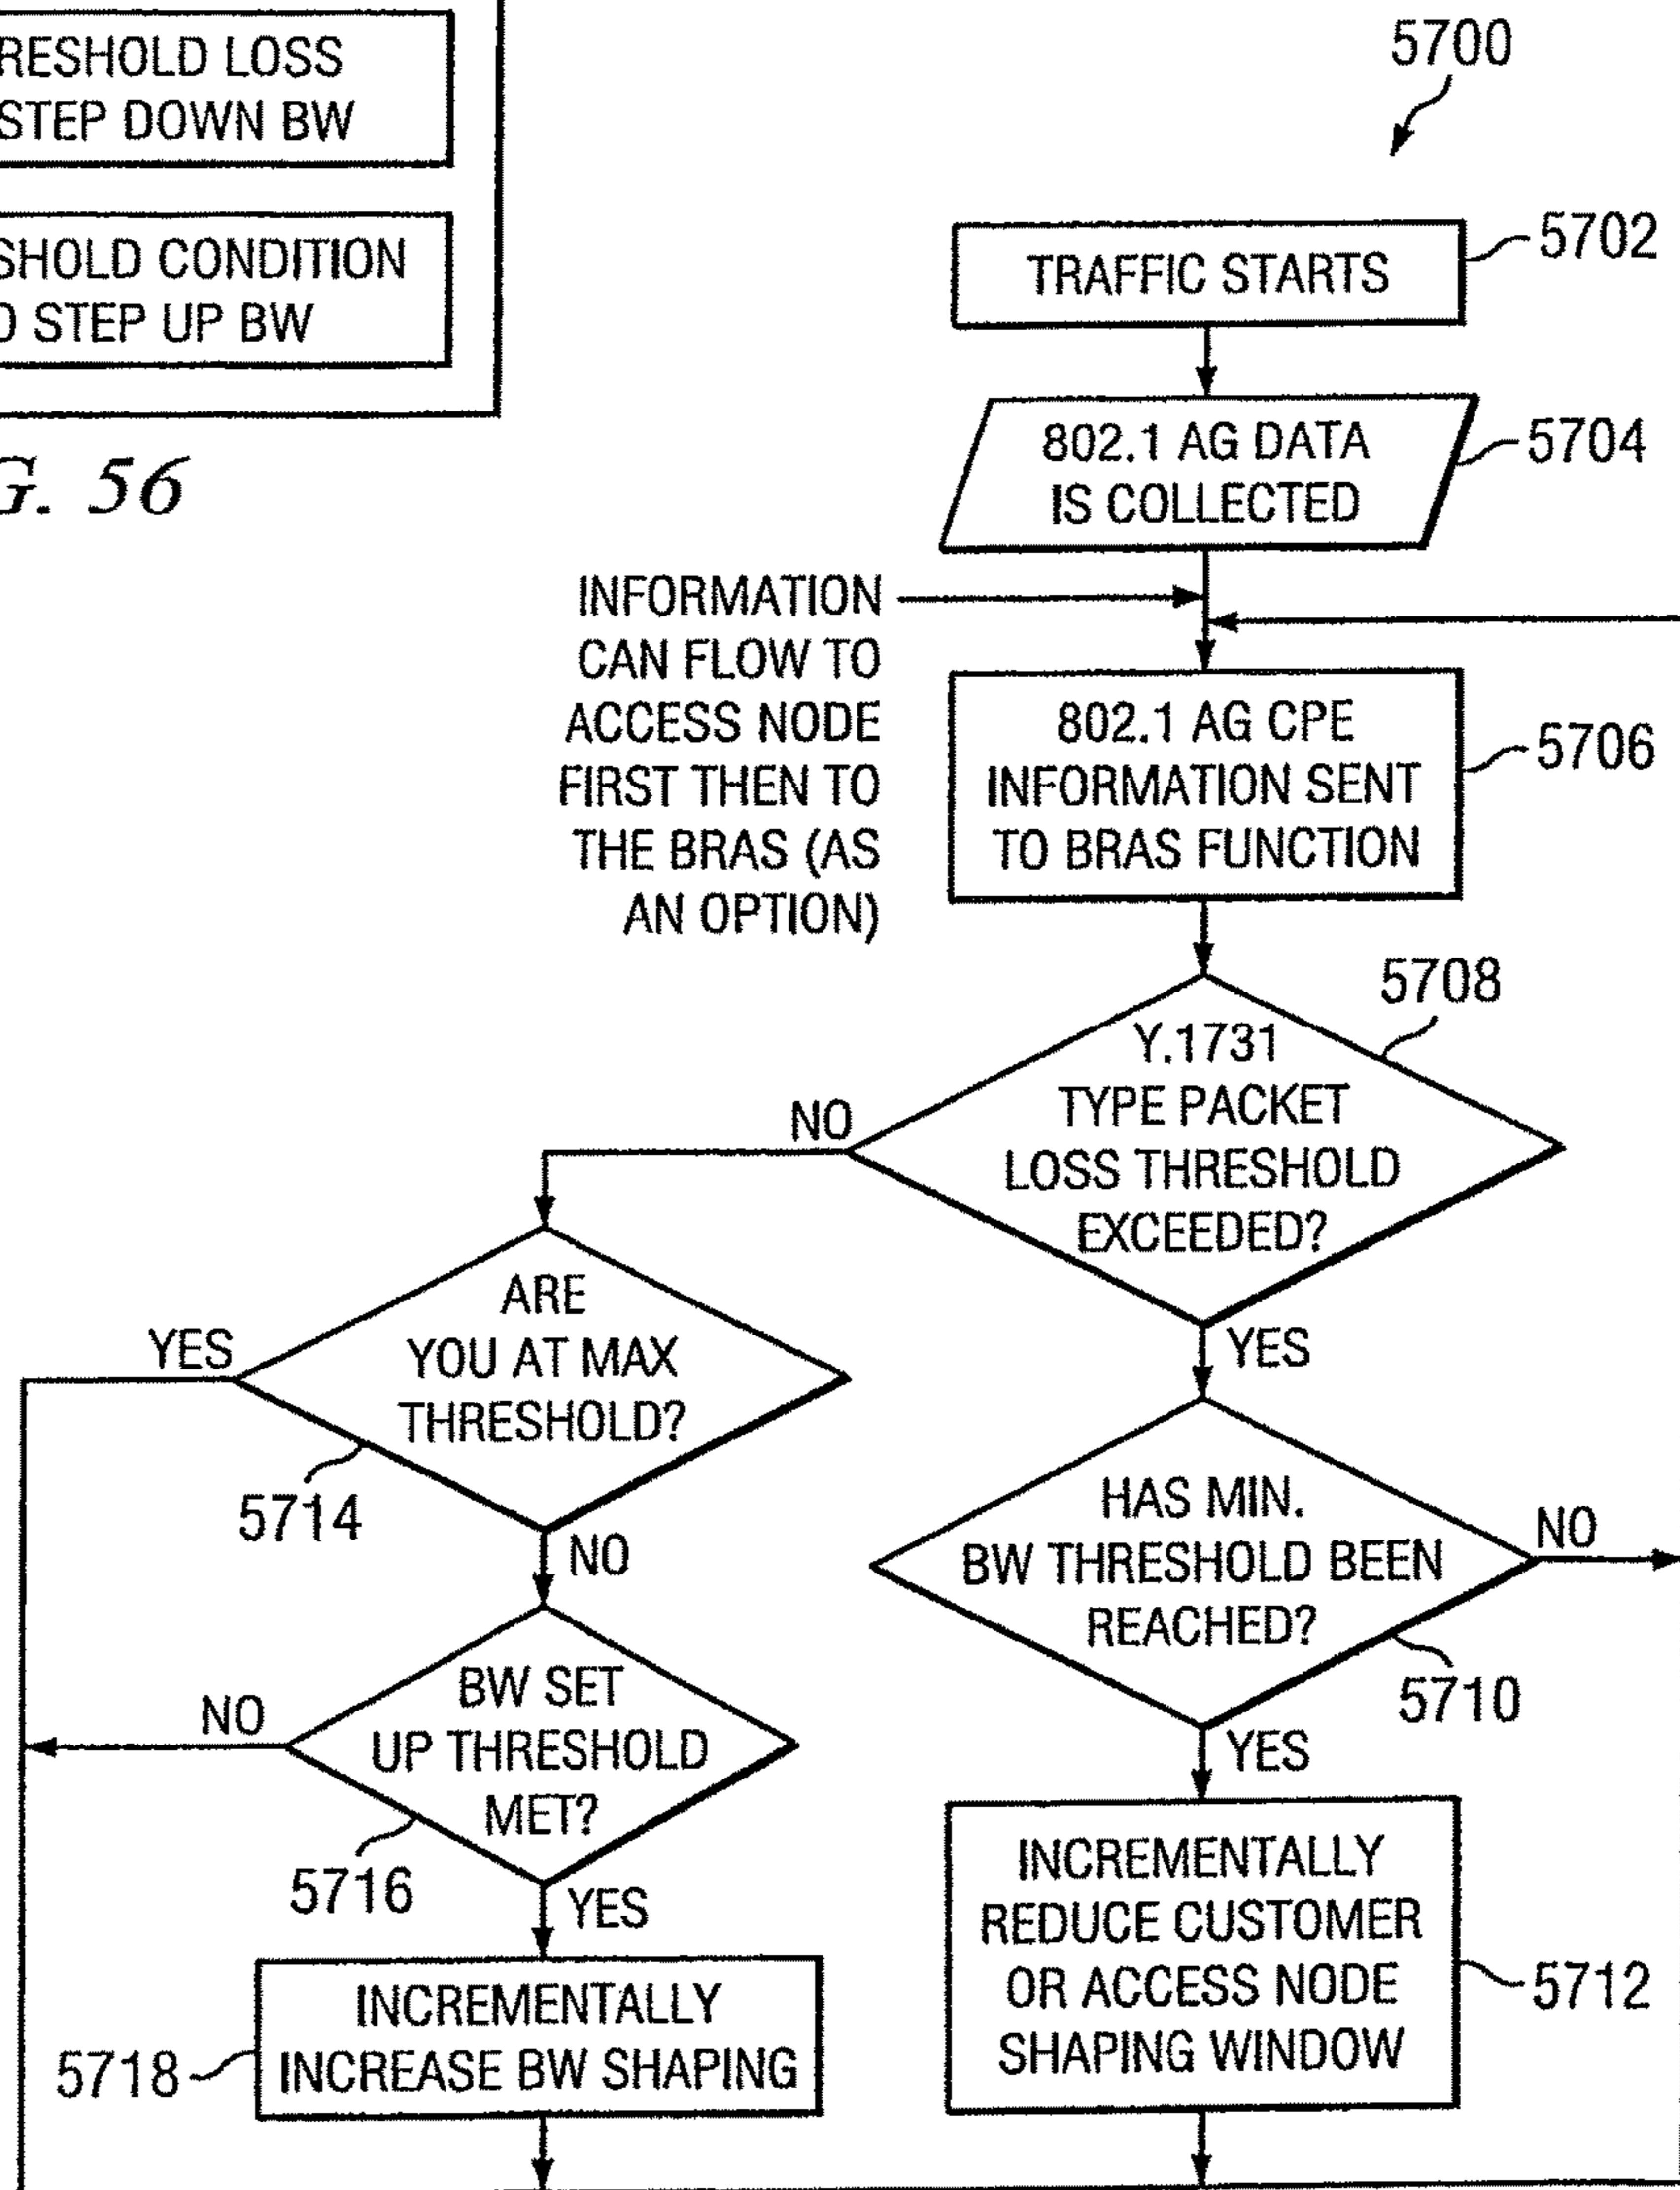 RESHOLD LOSS
STEP DOWN BW
SHOLD CONDITION
O STEP UP BW
G. 56
5700
TRAFFIC STARTS
5702
802.1 AG DATA
IS COLLECTED
5704
INFORMATION
CAN FLOW TO
ACCESS NODE
FIRST THEN TO
THE BRAS (AS
AN OPTION)
802.1 AG CPE
INFORMATION SENT
TO BRAS FUNCTION
5706
5708
Y.1731
TYPE PACKET
LOSS THRESHOLD
EXCEEDED?
NO
YES
ARE
YOU AT MAX
THRESHOLD?
YES
5714
NO
HAS MIN.
BW THRESHOLD BEEN
REACHED?
NO
5710
YES
BW SET
UP THRESHOLD
MET?
NO
5716
YES
INCREMENTALLY
INCREASE BW SHAPING
5718
INCREMENTALLY
REDUCE CUSTOMER
OR ACCESS NODE
SHAPING WINDOW
5712